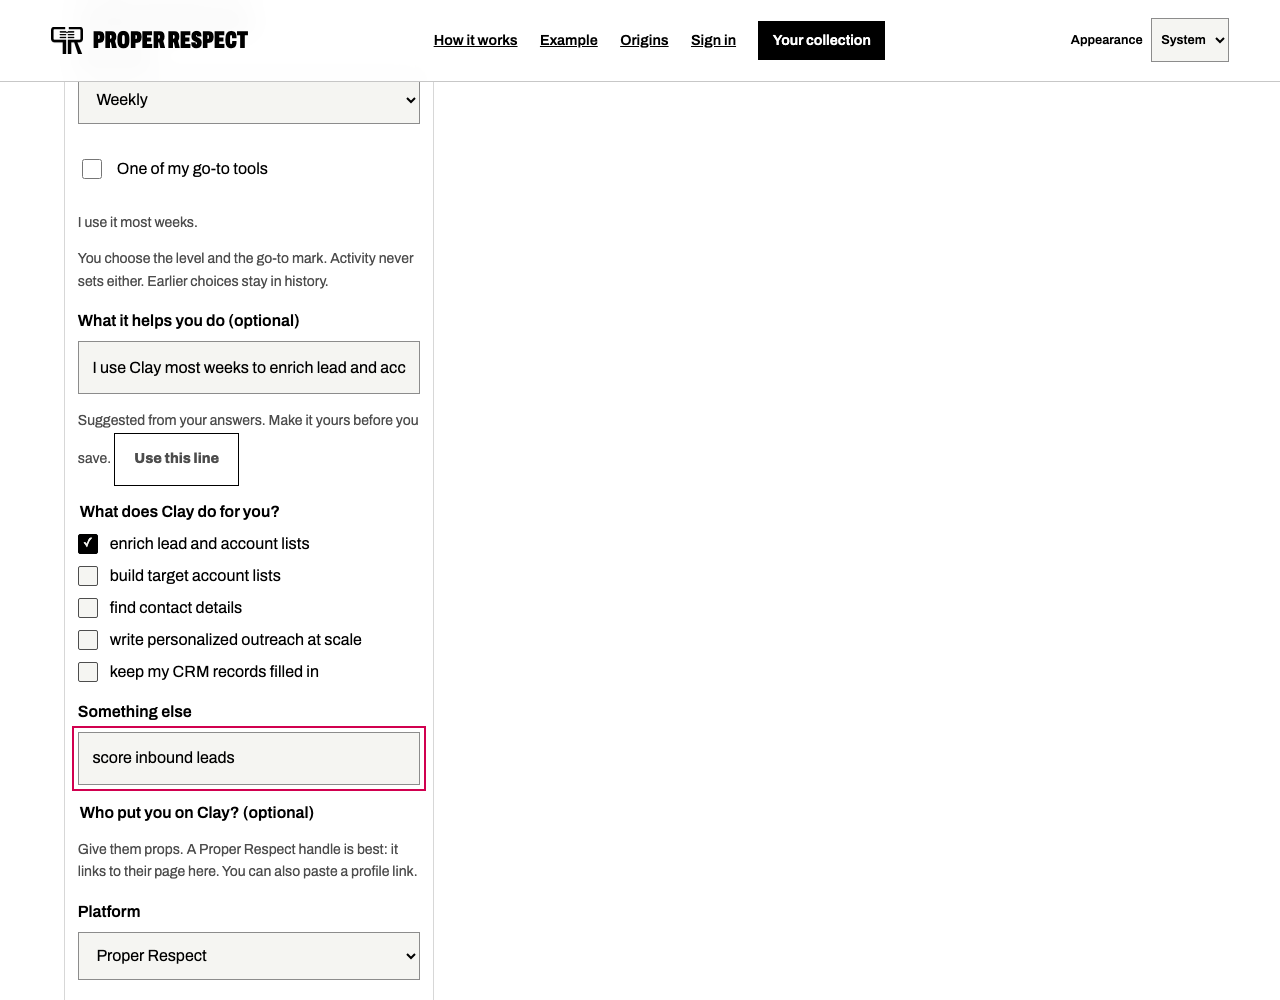 PROPER RESPECT
How it works
Example
Origins
Sign in
Your collection
Appearance
System
Weekly
One of my go-to tools
I use it most weeks.
You choose the level and the go-to mark. Activity never
sets either. Earlier choices stay in history.
What it helps you do (optional)
I use Clay most weeks to enrich lead and acc
Suggested from your answers. Make it yours before you
save. Use this line
What does Clay do for you?
enrich lead and account lists
build target account lists
find contact details
write personalized outreach at scale
keep my CRM records filled in
Something else
score inbound leads
Who put you on Clay? (optional)
Give them props. A Proper Respect handle is best: it
links to their page here. You can also paste a profile link.
Platform
Proper Respect